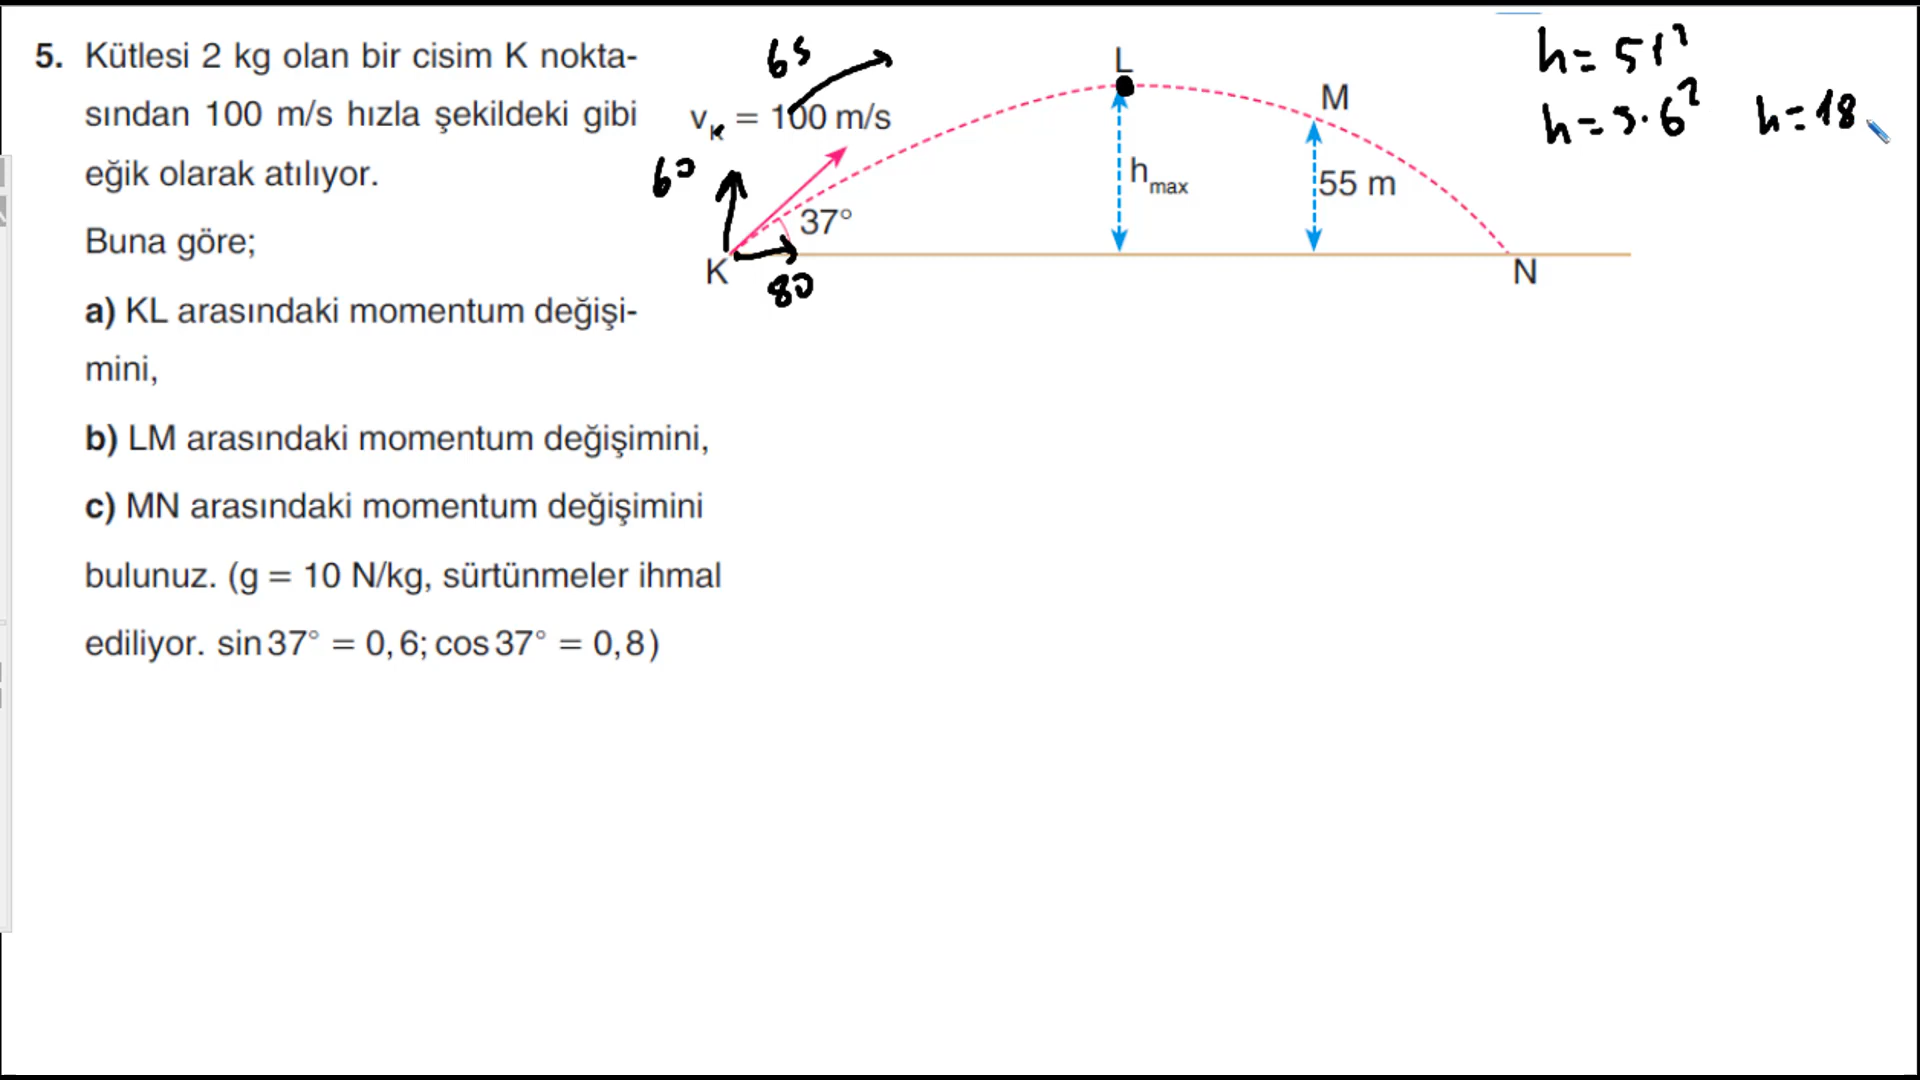 5. Kütlesi 2 kg olan bir cisim K nokta-
sından 100 m/s hızla şekildeki gibi
eğik olarak atılıyor.
Buna göre;
a) KL arasındaki momentum değişi-
mini,
b) LM arasındaki momentum değişimini,
c) MN arasındaki momentum değişimini
bulunuz. (g = 10 N/kg, sürtünmeler ihmal
ediliyor. sin 37° = 0, 6; cos 37° = 0, 8)
6s
vK = 100 m/s
60
37°
K
80
L
hmax
M
55 m
N
h = 5t²
h = 5·6² h = 18